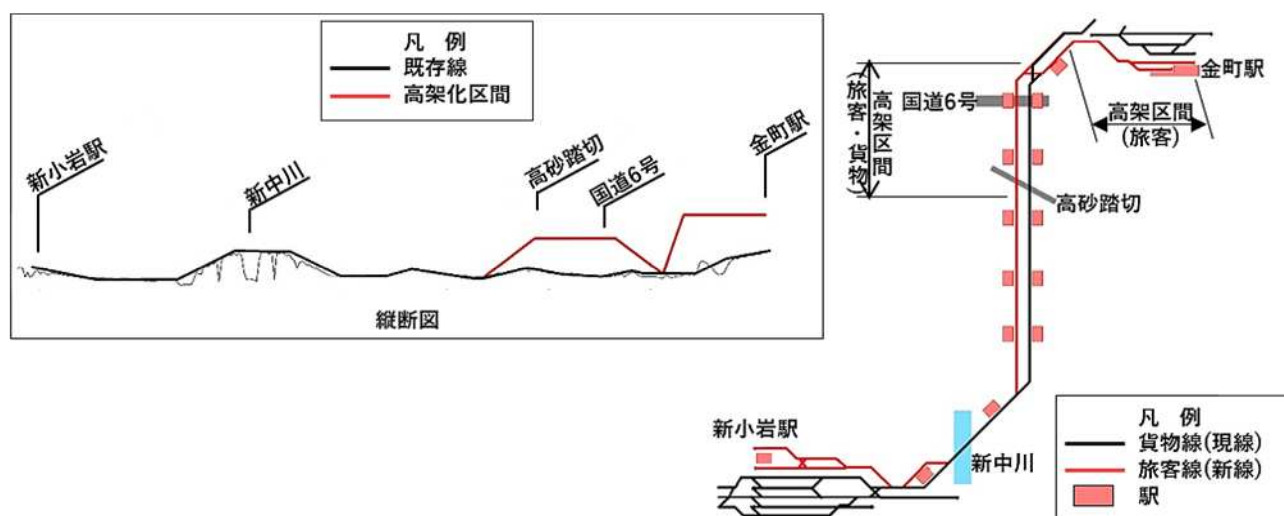 凡 例
既存線
高架化区間
新小岩駅
新中川
高砂踏切
国道6号
金町駅
縦断図
金町駅
国道6号
高架区間
(旅客・貨物)
高架区間
(旅客)
高砂踏切
新小岩駅
新中川
凡 例
貨物線(現線)
旅客線(新線)
駅